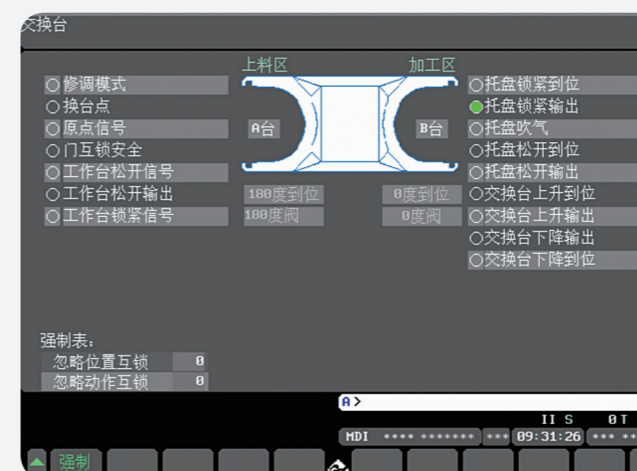 交换台
上料区 加工区
修调模式
换台点
原点信号
门互锁安全
工作台松开信号
工作台松开输出
工作台锁紧信号
A台 B台
180度到位 0度到位
180度阀 0度阀
托盘锁紧到位
托盘锁紧输出
托盘吹气
托盘松开到位
托盘松开输出
交换台上升到位
交换台上升输出
交换台下降输出
交换台下降到位
强制表:
忽略位置互锁 0
忽略动作互锁 0
A>
II S 0T
MDI **** ******* *** 09:31:26 *** **
强制